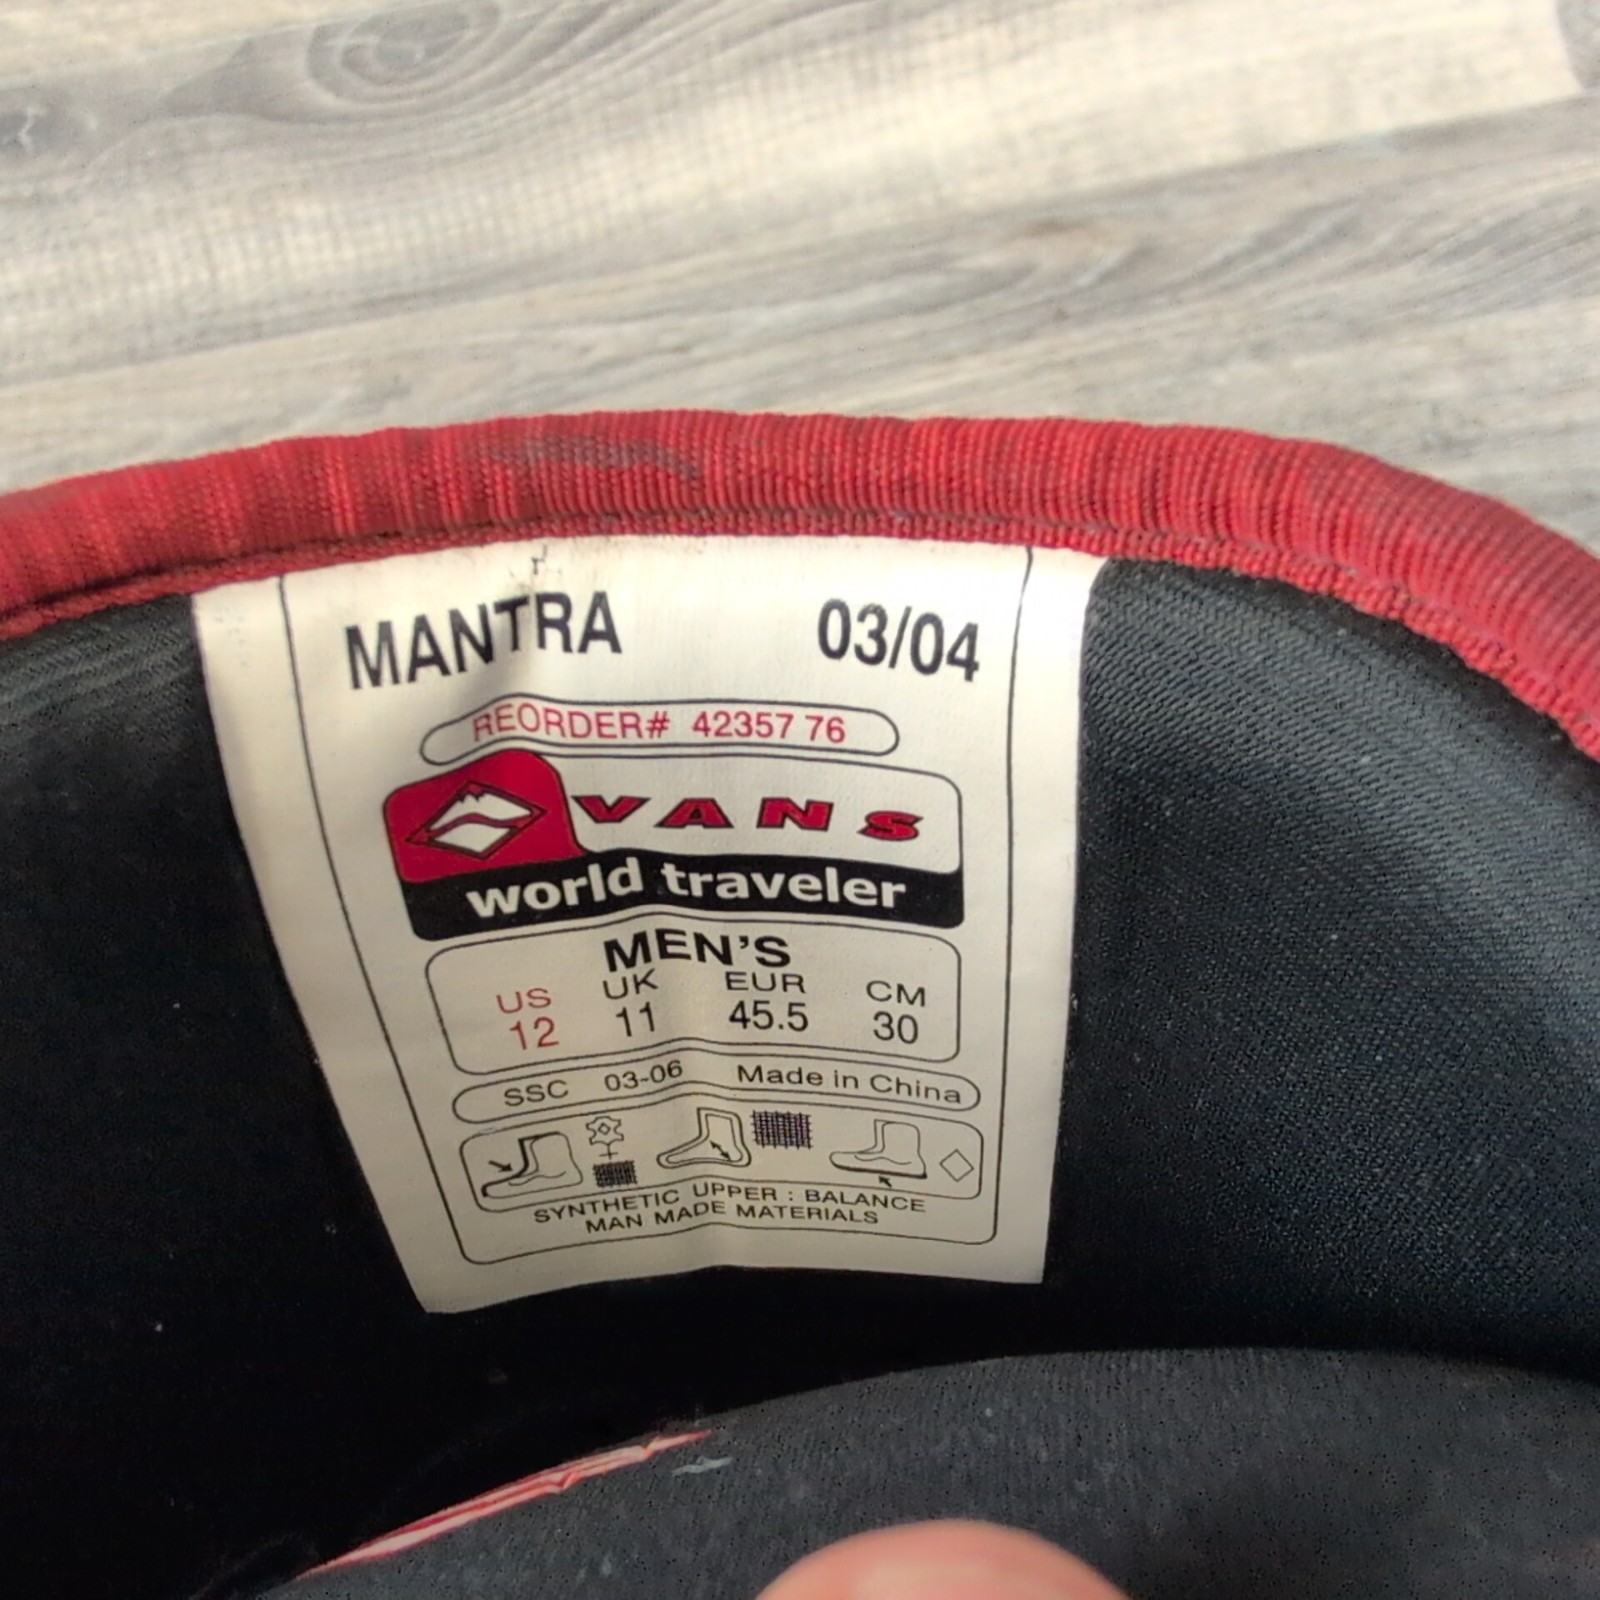 MANTRA 03/04
REORDER# 42357 76
VANS
world traveler
MEN'S
US UK EUR CM
12 11 45.5 30
SSC 03-06 Made in China
SYNTHETIC UPPER : BALANCE
MAN MADE MATERIALS